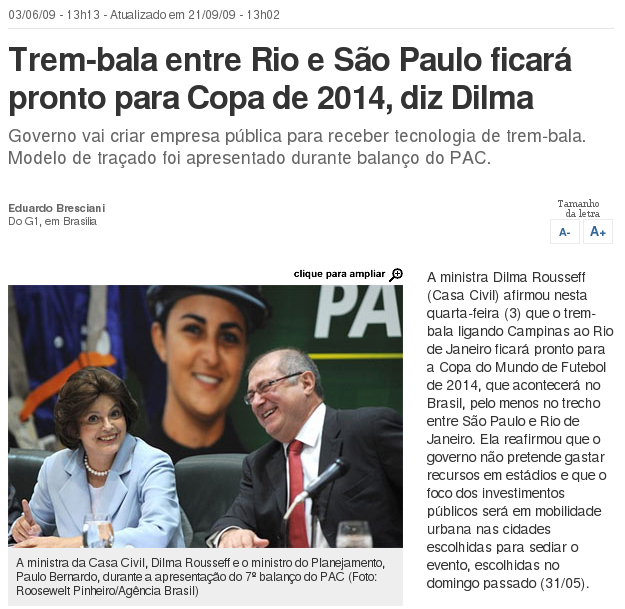 03/06/09 - 13h13 - Atualizado em 21/09/09 - 13h02
Trem-bala entre Rio e São Paulo ficará
pronto para Copa de 2014, diz Dilma
Governo vai criar empresa pública para receber tecnologia de trem-bala.
Modelo de traçado foi apresentado durante balanço do PAC.
Eduardo Bresciani
Do G1, em Brasília
Tamanho
da letra
A- A+
clique para ampliar
PA
A ministra da Casa Civil, Dilma Rousseff e o ministro do Planejamento,
Paulo Bernardo, durante a apresentação do 7º balanço do PAC (Foto:
Roosewelt Pinheiro/Agência Brasil)
A ministra Dilma Rousseff
(Casa Civil) afirmou nesta
quarta-feira (3) que o trem-
bala ligando Campinas ao Rio
de Janeiro ficará pronto para
a Copa do Mundo de Futebol
de 2014, que acontecerá no
Brasil, pelo menos no trecho
entre São Paulo e Rio de
Janeiro. Ela reafirmou que o
governo não pretende gastar
recursos em estádios e que o
foco dos investimentos
públicos será em mobilidade
urbana nas cidades
escolhidas para sediar o
evento, escolhidas no
domingo passado (31/05).